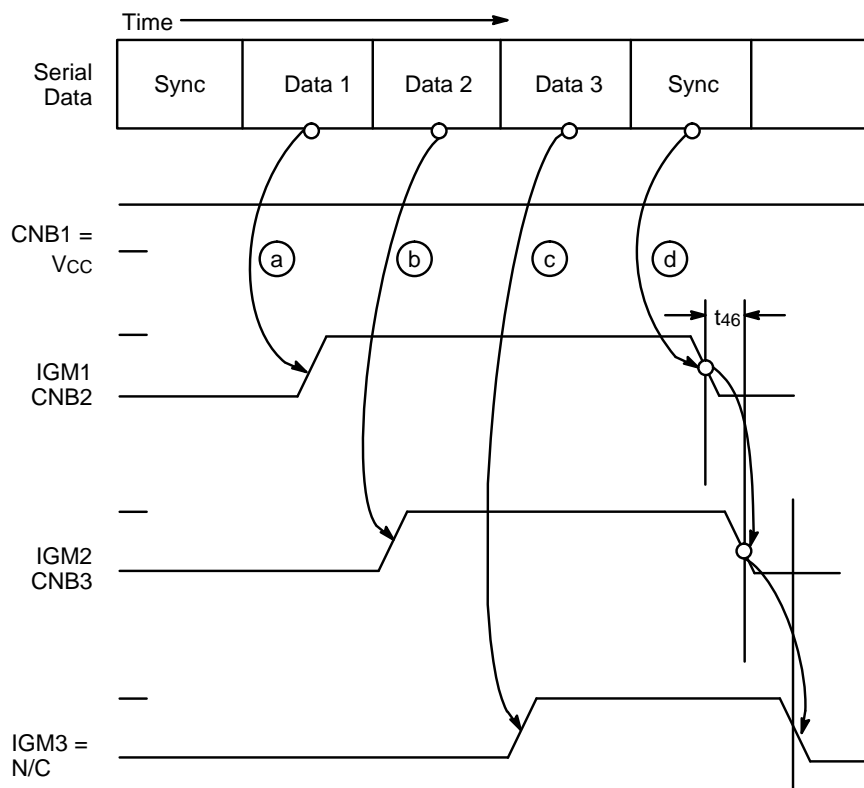 Time
Serial
Data
Sync
Data 1
Data 2
Data 3
Sync
CNB1 =
VCC
a
b
c
d
t46
IGM1
CNB2
IGM2
CNB3
IGM3 =
N/C